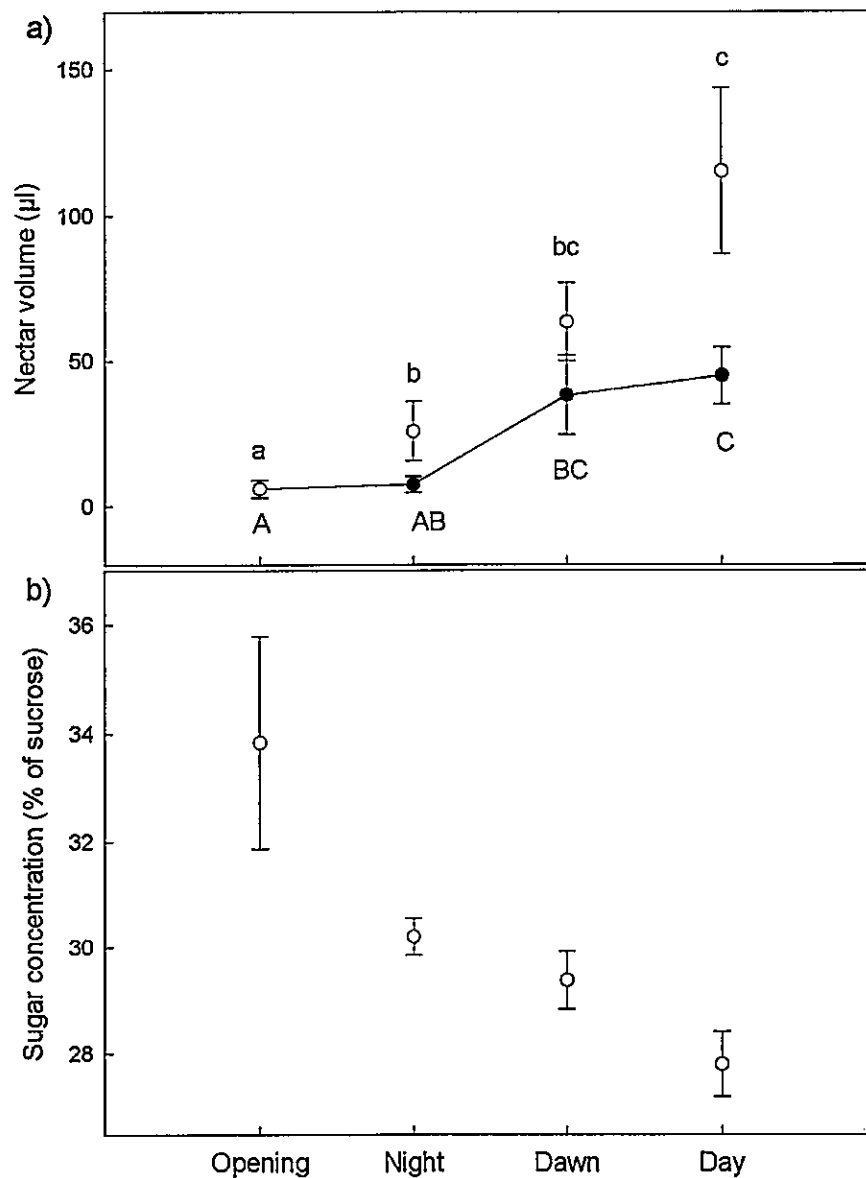 a)
Nectar volume (µl)
150
100
50
0
a
b
bc
c
A
AB
BC
C
b)
Sugar concentration (% of sucrose)
36
34
32
30
28
Opening Night Dawn Day